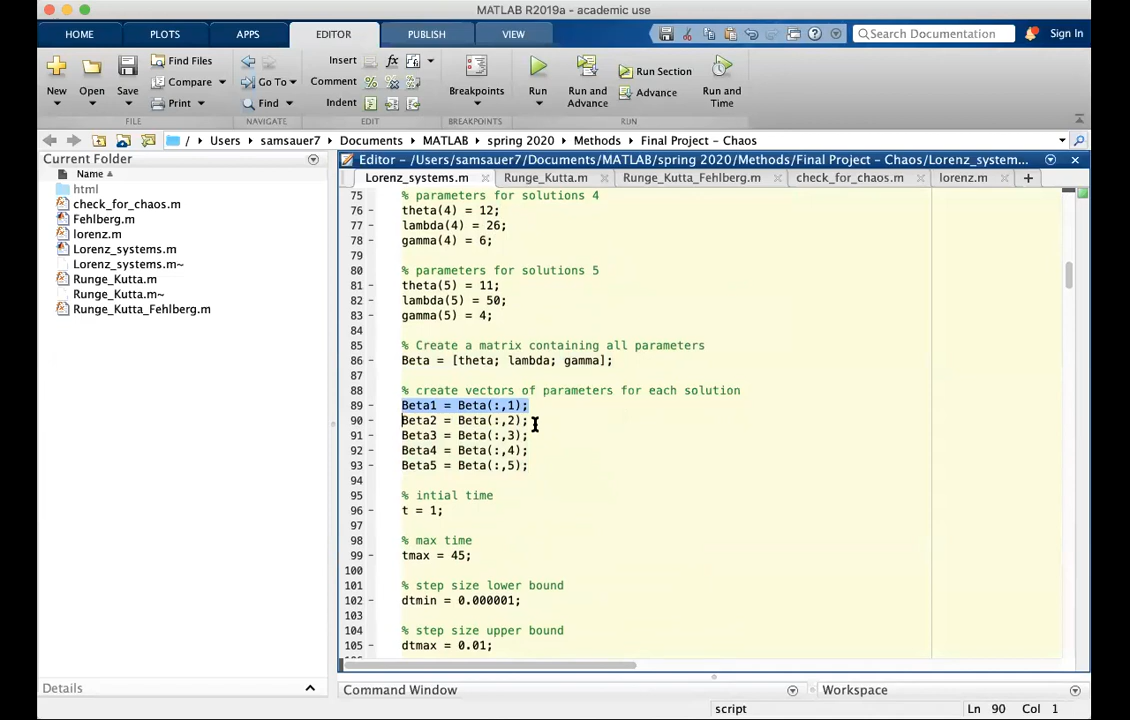 MATLAB R2019a - academic use
HOME PLOTS APPS EDITOR PUBLISH VIEW Search Documentation Sign In
New Open Save Find Files Compare Print Go To Find Insert fx Comment Indent Breakpoints Run Run and Advance Run Section Advance Run and Time
FILE NAVIGATE EDIT BREAKPOINTS RUN
/ Users samsauer7 Documents MATLAB spring 2020 Methods Final Project - Chaos
Current Folder
Name
html
check_for_chaos.m
Fehlberg.m
lorenz.m
Lorenz_systems.m
Lorenz_systems.m~
Runge_Kutta.m
Runge_Kutta.m~
Runge_Kutta_Fehlberg.m
Details
Editor - /Users/samsauer7/Documents/MATLAB/spring 2020/Methods/Final Project - Chaos/Lorenz_system...
Lorenz_systems.m Runge_Kutta.m Runge_Kutta_Fehlberg.m check_for_chaos.m lorenz.m
75 % parameters for solutions 4
76 - theta(4) = 12;
77 - lambda(4) = 26;
78 - gamma(4) = 6;
79
80 % parameters for solutions 5
81 - theta(5) = 11;
82 - lambda(5) = 50;
83 - gamma(5) = 4;
84
85 % Create a matrix containing all parameters
86 - Beta = [theta; lambda; gamma];
87
88 % create vectors of parameters for each solution
89 - Beta1 = Beta(:,1);
90 - Beta2 = Beta(:,2);
91 - Beta3 = Beta(:,3);
92 - Beta4 = Beta(:,4);
93 - Beta5 = Beta(:,5);
94
95 % intial time
96 - t = 1;
97
98 % max time
99 - tmax = 45;
100
101 % step size lower bound
102 - dtmin = 0.000001;
103
104 % step size upper bound
105 - dtmax = 0.01;
Command Window
Workspace
script Ln 90 Col 1